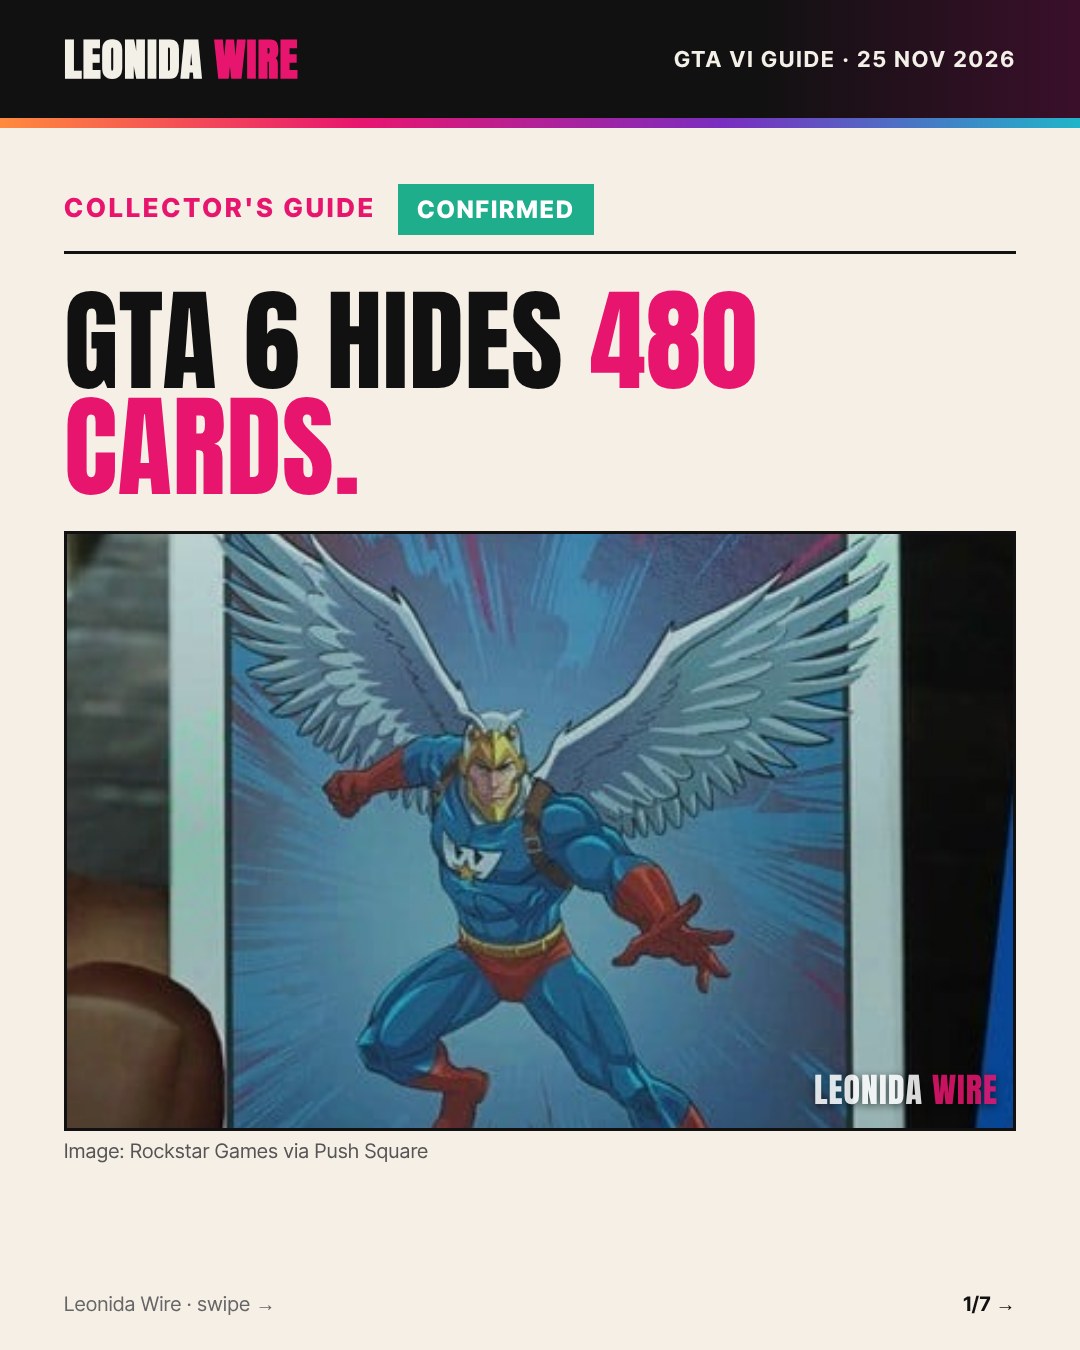 LEONIDA WIRE
GTA VI GUIDE · 25 NOV 2026
COLLECTOR'S GUIDE
CONFIRMED
GTA 6 HIDES 480
CARDS.
W
LEONIDA WIRE
Image: Rockstar Games via Push Square
Leonida Wire · swipe →
1/7 →